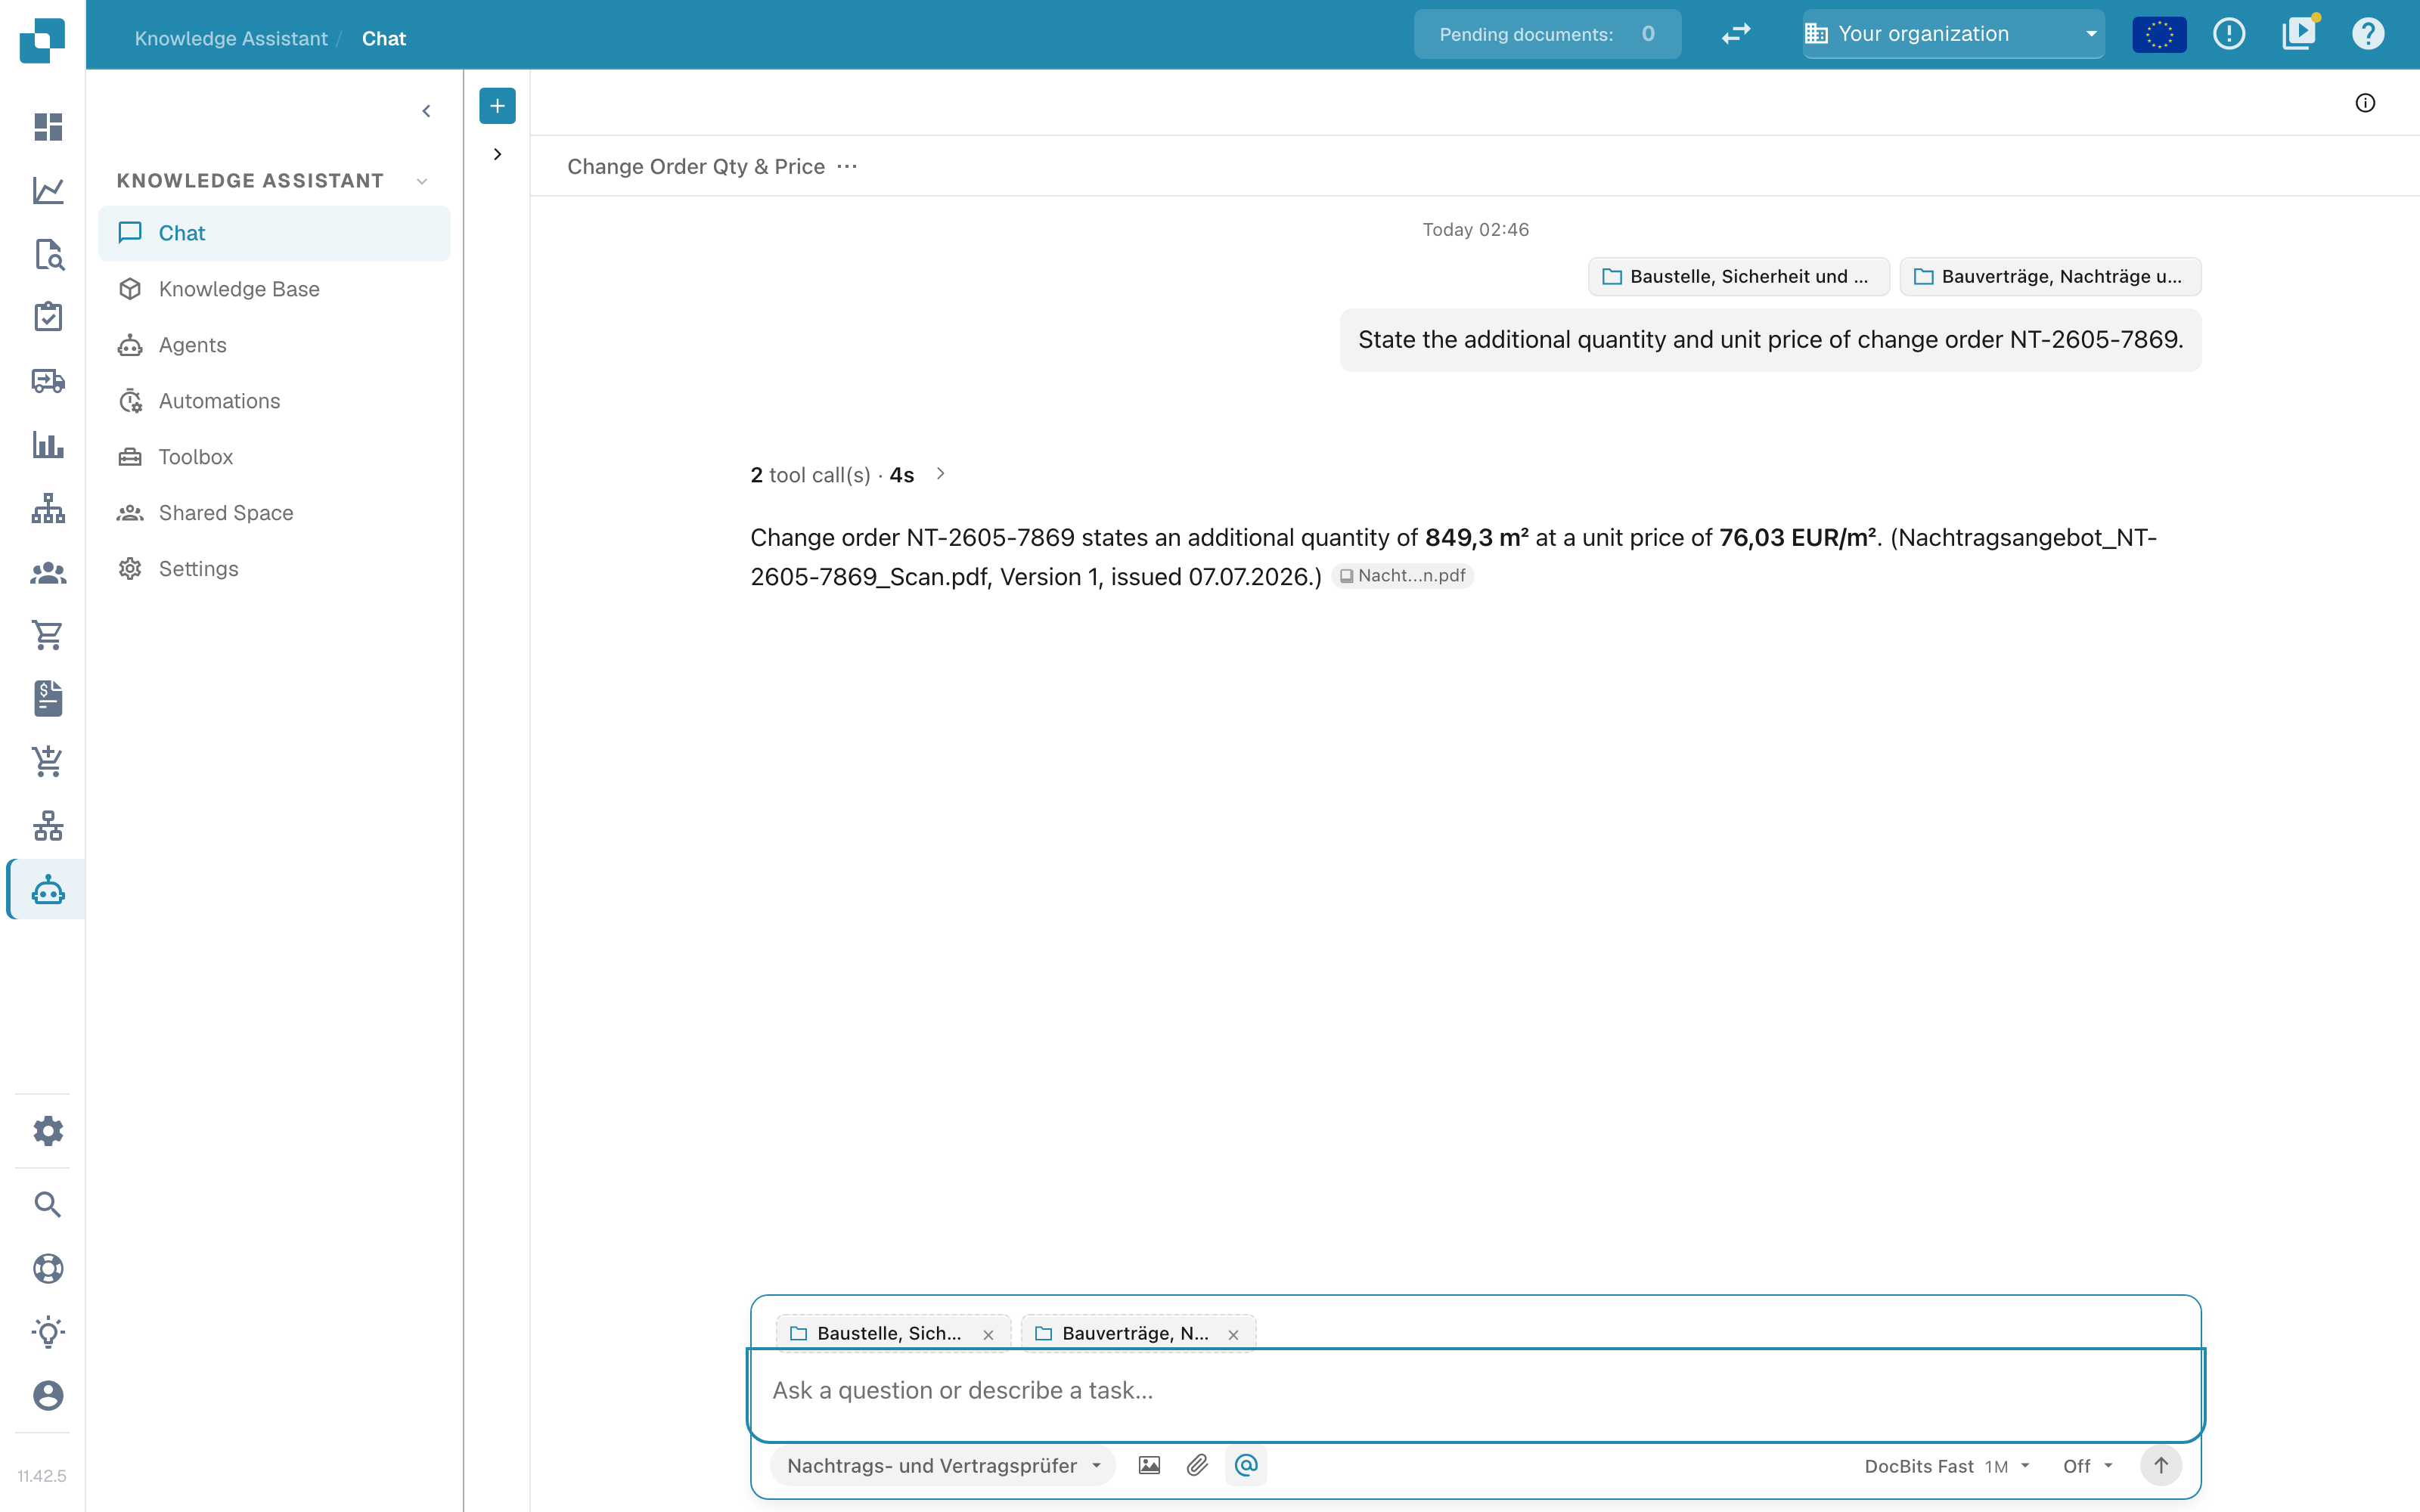 Knowledge Assistant / Chat
Pending documents: 0
Your organization
KNOWLEDGE ASSISTANT
Chat
Knowledge Base
Agents
Automations
Toolbox
Shared Space
Settings
11.42.5
Change Order Qty & Price ···
Today 02:46
Baustelle, Sicherheit und ...
Bauverträge, Nachträge u...
State the additional quantity and unit price of change order NT-2605-7869.
2 tool call(s) · 4s
Change order NT-2605-7869 states an additional quantity of 849,3 m² at a unit price of 76,03 EUR/m². (Nachtragsangebot_NT-
2605-7869_Scan.pdf, Version 1, issued 07.07.2026.) Nacht...n.pdf
Baustelle, Sich... ×
Bauverträge, N... ×
Ask a question or describe a task...
Nachtrags- und Vertragsprüfer
DocBits Fast 1M
Off